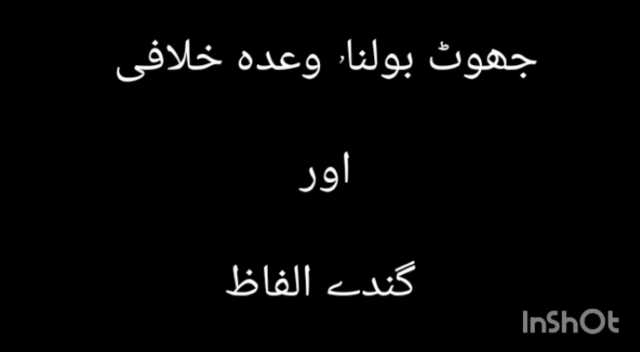 جھوٹ بولنا, وعدہ خلافی
اور
گندے الفاظ
InShOt